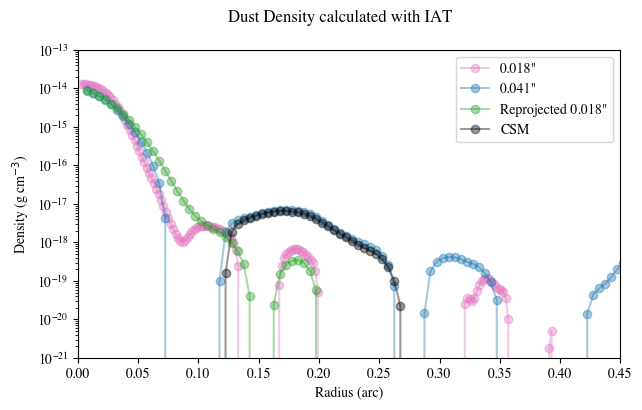 Dust Density calculated with IAT
10⁻¹³
10⁻¹⁴
10⁻¹⁵
10⁻¹⁶
10⁻¹⁷
10⁻¹⁸
10⁻¹⁹
10⁻²⁰
10⁻²¹
Density (g cm⁻³)
0.018"
0.041"
Reprojected 0.018"
CSM
0.00 0.05 0.10 0.15 0.20 0.25 0.30 0.35 0.40 0.45
Radius (arc)